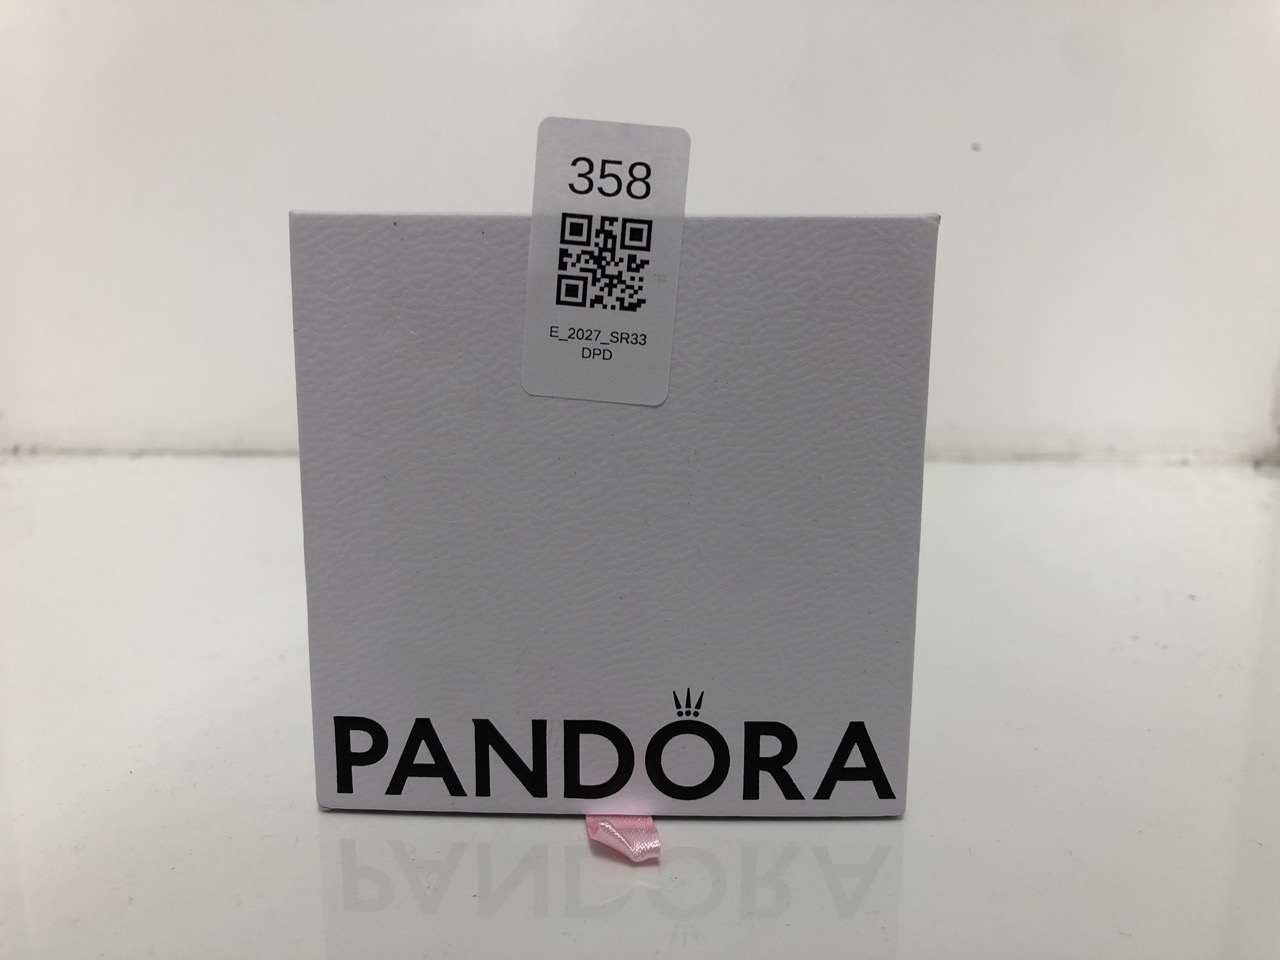 358
E_2027_SR33
DPD
PANDORA